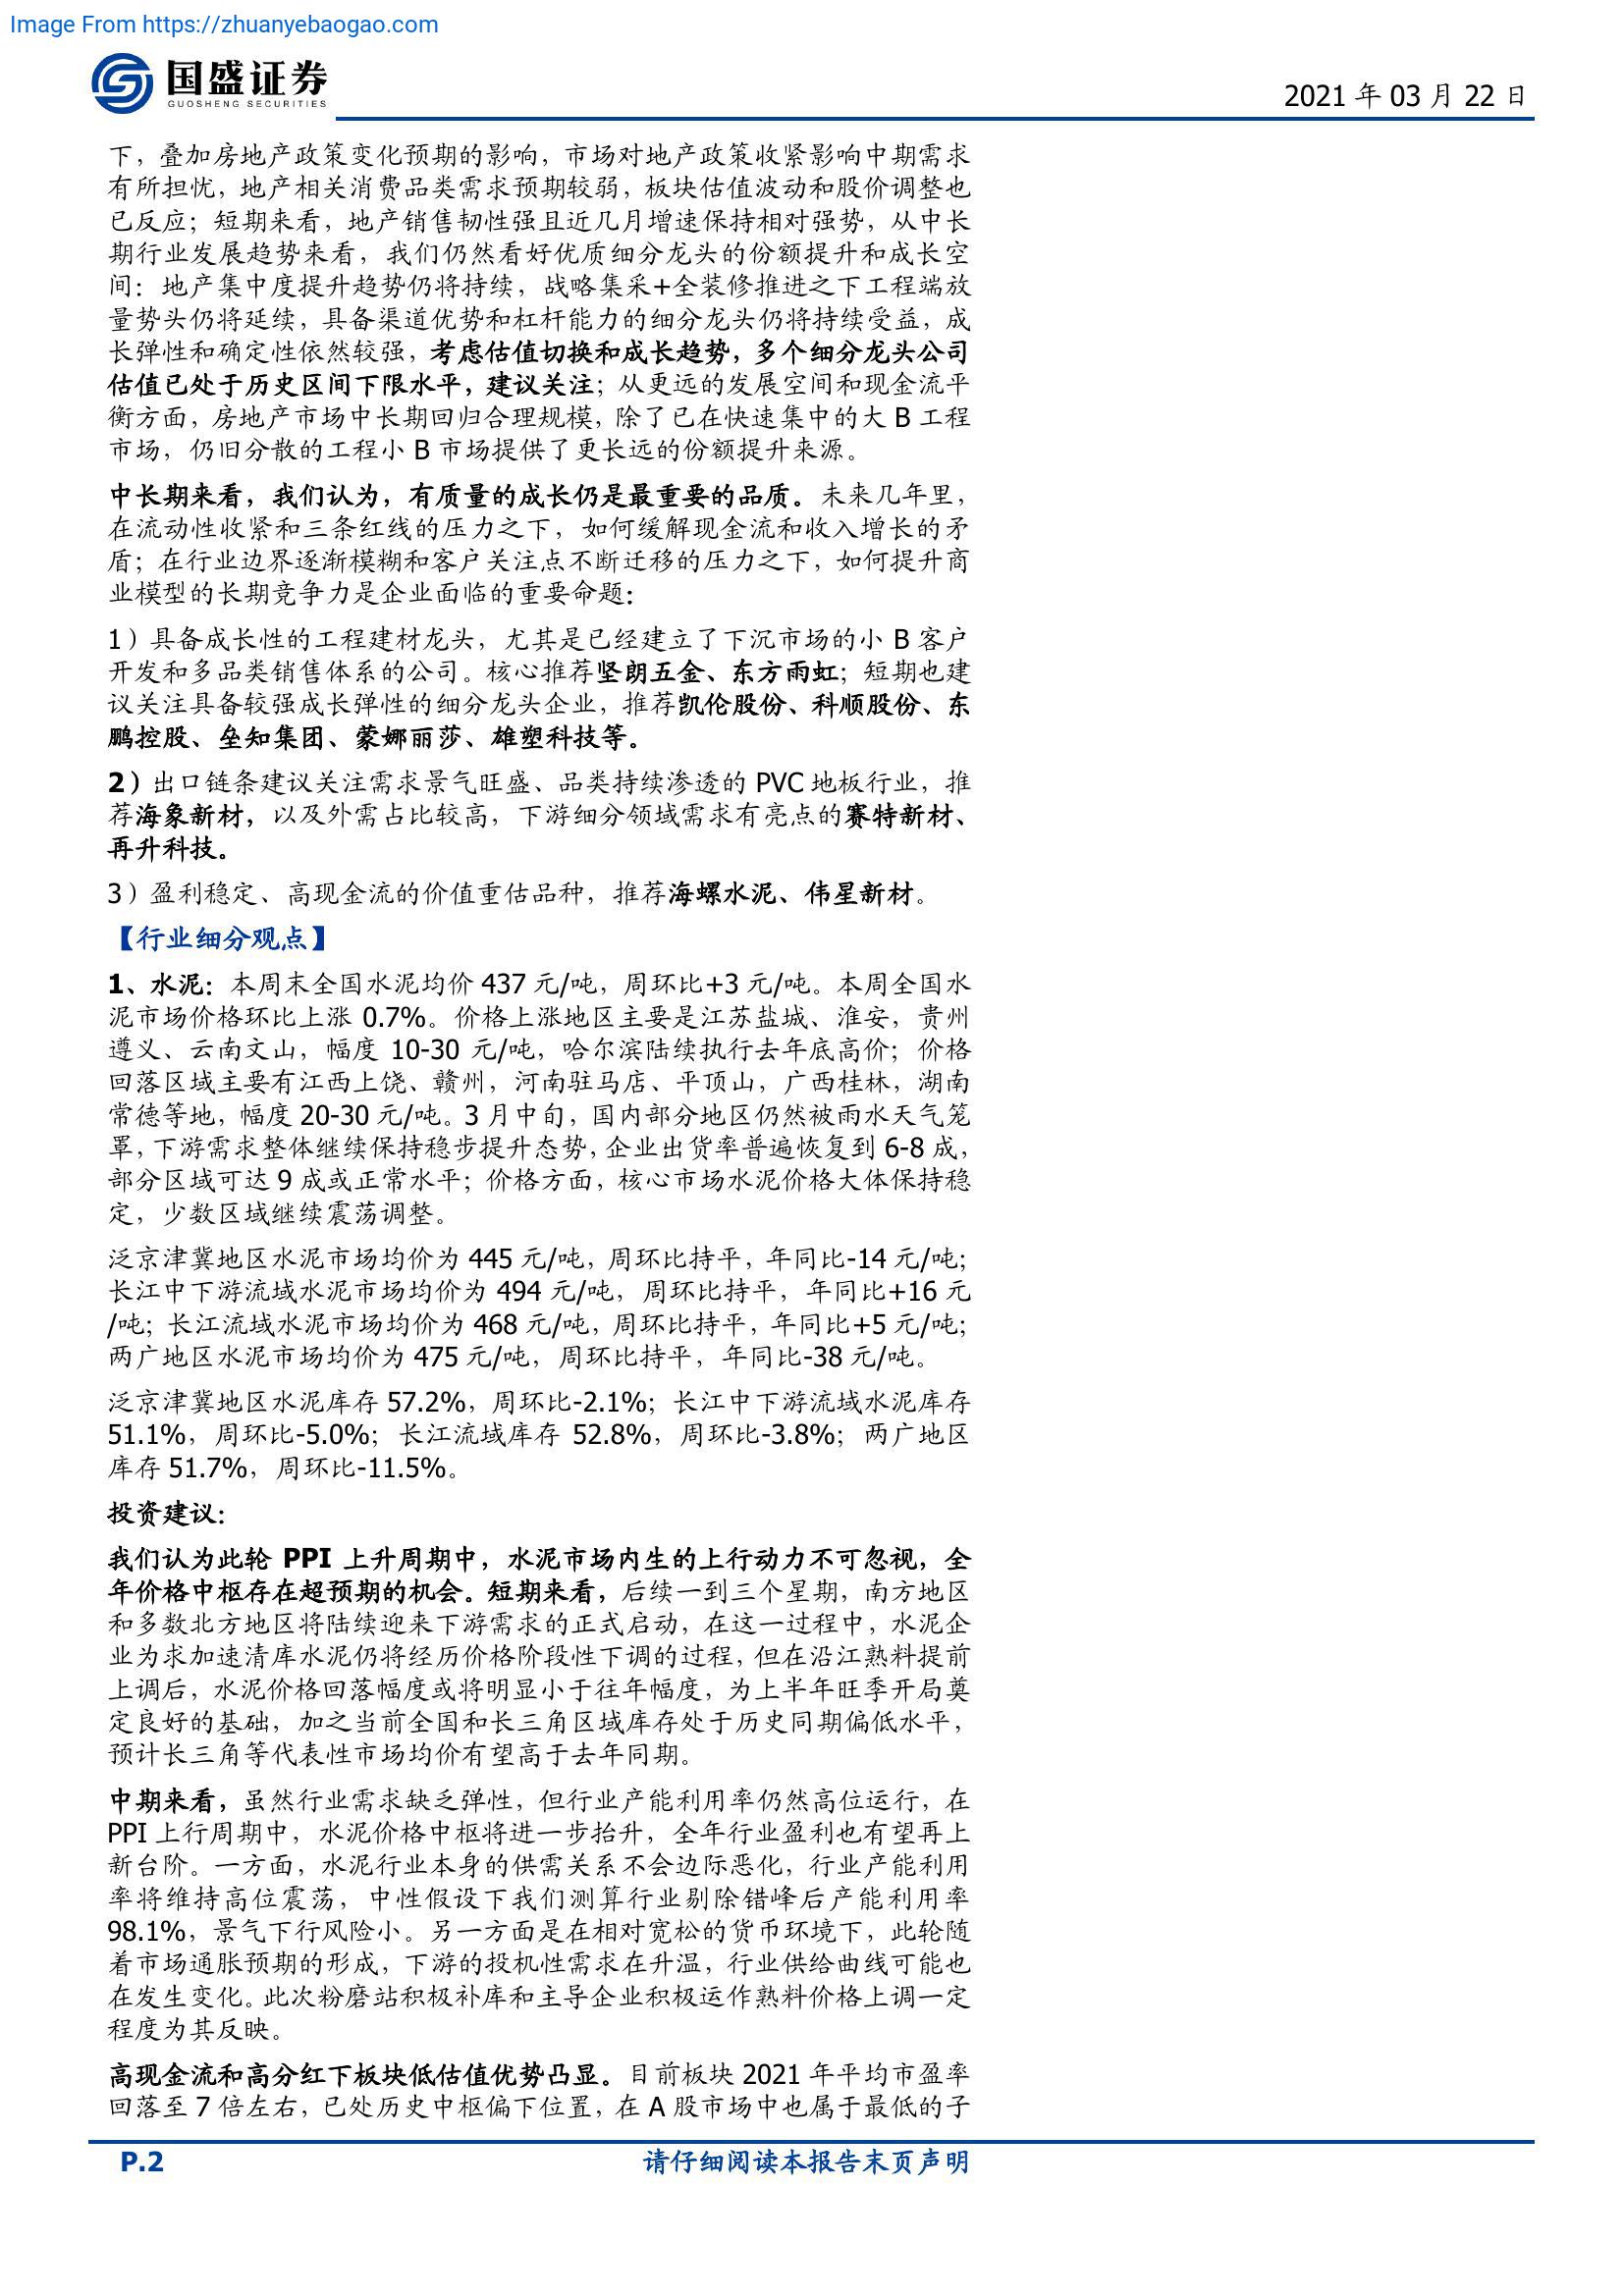 Image From https://zhuanyebaogao.com
国盛证券
GUOSHENG SECURITIES
2021 年 03 月 22 日
下，叠加房地产政策变化预期的影响，市场对地产政策收紧影响中期需求
有所担忧，地产相关消费品类需求预期较弱，板块估值波动和股价调整也
已反应；短期来看，地产销售韧性强且近几月增速保持相对强势，从中长
期行业发展趋势来看，我们仍然看好优质细分龙头的份额提升和成长空
间：地产集中度提升趋势仍将持续，战略集采+全装修推进之下工程端放
量势头仍将延续，具备渠道优势和杠杆能力的细分龙头仍将持续受益，成
长弹性和确定性依然较强，考虑估值切换和成长趋势，多个细分龙头公司
估值已处于历史区间下限水平，建议关注；从更远的发展空间和现金流平
衡方面，房地产市场中长期回归合理规模，除了已在快速集中的大 B 工程
市场，仍旧分散的工程小 B 市场提供了更长远的份额提升来源。
中长期来看，我们认为，有质量的成长仍是最重要的品质。未来几年里，
在流动性收紧和三条红线的压力之下，如何缓解现金流和收入增长的矛
盾；在行业边界逐渐模糊和客户关注点不断迁移的压力之下，如何提升商
业模型的长期竞争力是企业面临的重要命题：
1）具备成长性的工程建材龙头，尤其是已经建立了下沉市场的小 B 客户
开发和多品类销售体系的公司。核心推荐坚朗五金、东方雨虹；短期也建
议关注具备较强成长弹性的细分龙头企业，推荐凯伦股份、科顺股份、东
鹏控股、垒知集团、蒙娜丽莎、雄塑科技等。
2）出口链条建议关注需求景气旺盛、品类持续渗透的 PVC 地板行业，推
荐海象新材，以及外需占比较高，下游细分领域需求有亮点的赛特新材、
再升科技。
3）盈利稳定、高现金流的价值重估品种，推荐海螺水泥、伟星新材。
【行业细分观点】
1、水泥：本周末全国水泥均价 437 元/吨，周环比+3 元/吨。本周全国水
泥市场价格环比上涨 0.7%。价格上涨地区主要是江苏盐城、淮安，贵州
遵义、云南文山，幅度 10-30 元/吨，哈尔滨陆续执行去年底高价；价格
回落区域主要有江西上饶、赣州，河南驻马店、平顶山，广西桂林，湖南
常德等地，幅度 20-30 元/吨。3 月中旬，国内部分地区仍然被雨水天气笼
罩，下游需求整体继续保持稳步提升态势，企业出货率普遍恢复到 6-8 成，
部分区域可达 9 成或正常水平；价格方面，核心市场水泥价格大体保持稳
定，少数区域继续震荡调整。
泛京津冀地区水泥市场均价为 445 元/吨，周环比持平，年同比-14 元/吨；
长江中下游流域水泥市场均价为 494 元/吨，周环比持平，年同比+16 元
/吨；长江流域水泥市场均价为 468 元/吨，周环比持平，年同比+5 元/吨；
两广地区水泥市场均价为 475 元/吨，周环比持平，年同比-38 元/吨。
泛京津冀地区水泥库存 57.2%，周环比-2.1%；长江中下游流域水泥库存
51.1%，周环比-5.0%；长江流域库存 52.8%，周环比-3.8%；两广地区
库存 51.7%，周环比-11.5%。
投资建议：
我们认为此轮 PPI 上升周期中，水泥市场内生的上行动力不可忽视，全
年价格中枢存在超预期的机会。短期来看，后续一到三个星期，南方地区
和多数北方地区将陆续迎来下游需求的正式启动，在这一过程中，水泥企
业为求加速清库水泥仍将经历价格阶段性下调的过程，但在沿江熟料提前
上调后，水泥价格回落幅度或将明显小于往年幅度，为上半年旺季开局奠
定良好的基础，加之当前全国和长三角区域库存处于历史同期偏低水平，
预计长三角等代表性市场均价有望高于去年同期。
中期来看，虽然行业需求缺乏弹性，但行业产能利用率仍然高位运行，在
PPI 上行周期中，水泥价格中枢将进一步抬升，全年行业盈利也有望再上
新台阶。一方面，水泥行业本身的供需关系不会边际恶化，行业产能利用
率将维持高位震荡，中性假设下我们测算行业剔除错峰后产能利用率
98.1%，景气下行风险小。另一方面是在相对宽松的货币环境下，此轮随
着市场通胀预期的形成，下游的投机性需求在升温，行业供给曲线可能也
在发生变化。此次粉磨站积极补库和主导企业积极运作熟料价格上调一定
程度为其反映。
高现金流和高分红下板块低估值优势凸显。目前板块 2021 年平均市盈率
回落至 7 倍左右，已处历史中枢偏下位置，在 A 股市场中也属于最低的子
P.2
请仔细阅读本报告末页声明